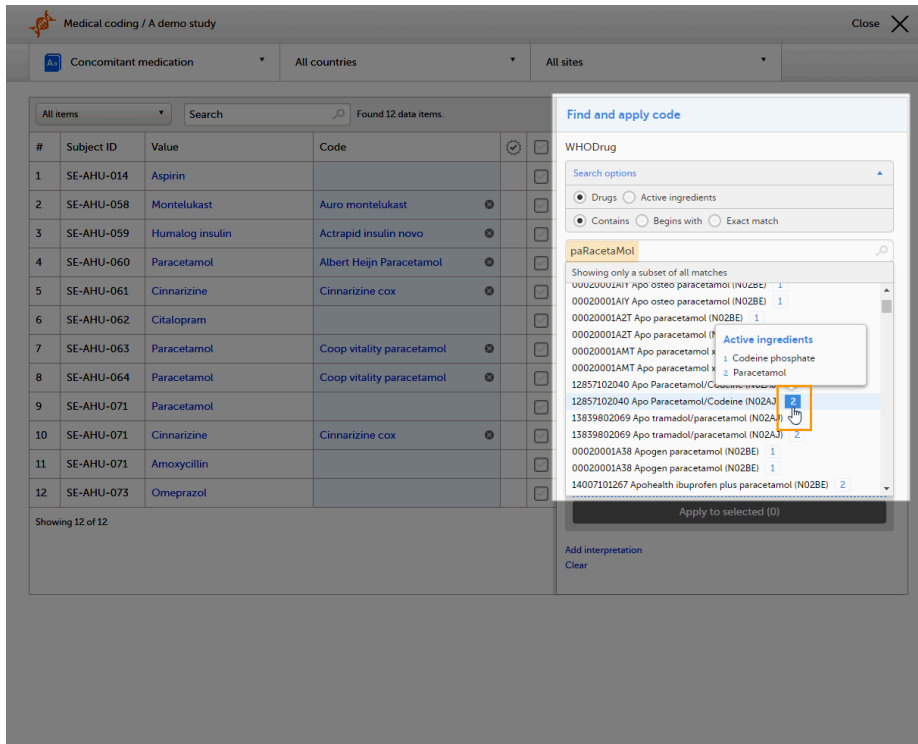 Medical coding / A demo study
Close
Concomitant medication
All countries
All sites
All items
Search
Found 12 data items.
# Subject ID Value Code
1 SE-AHU-014 Aspirin
2 SE-AHU-058 Montelukast Auro montelukast
3 SE-AHU-059 Humalog insulin Actrapid insulin novo
4 SE-AHU-060 Paracetamol Albert Heijn Paracetamol
5 SE-AHU-061 Cinnarizine Cinnarizine cox
6 SE-AHU-062 Citalopram
7 SE-AHU-063 Paracetamol Coop vitality paracetamol
8 SE-AHU-064 Paracetamol Coop vitality paracetamol
9 SE-AHU-071 Paracetamol
10 SE-AHU-071 Cinnarizine Cinnarizine cox
11 SE-AHU-071 Amoxycillin
12 SE-AHU-073 Omeprazol
Showing 12 of 12
Find and apply code
WHODrug
Search options
Drugs Active ingredients
Contains Begins with Exact match
paRacetaMol
Showing only a subset of all matches
00020001AIY Apo osteo paracetamol (N02BE) 1
00020001AIY Apo osteo paracetamol (N02BE) 1
00020001A2T Apo paracetamol (N02BE) 1
00020001A2T Apo paracetamol
00020001AMT Apo paracetamol
00020001AMT Apo paracetamol
12857102040 Apo Paracetamol/Codeine
12857102040 Apo Paracetamol/Codeine (N02AJ) 2
13839802069 Apo tramadol/paracetamol (N02AJ)
13839802069 Apo tramadol/paracetamol (N02AJ) 2
00020001A38 Apogen paracetamol (N02BE) 1
00020001A38 Apogen paracetamol (N02BE) 1
14007101267 Apohealth ibuprofen plus paracetamol (N02BE) 2
Active ingredients
1 Codeine phosphate
2 Paracetamol
Apply to selected (0)
Add interpretation
Clear